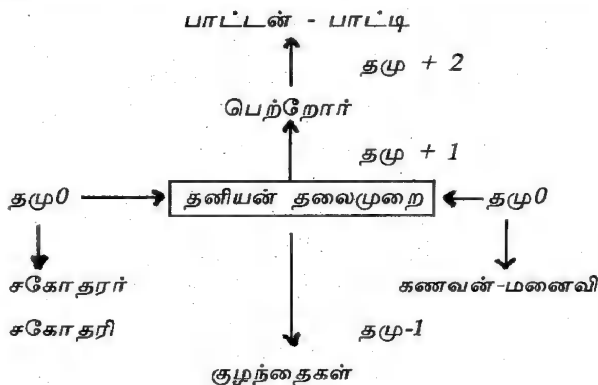 பாட்டன் - பாட்டி
தமு + 2
பெற்றோர்
தமு + 1
தமு0 தனியன் தலைமுறை தமு0
சகோதரர் கணவன்-மனைவி
சகோதரி தமு-1
குழந்தைகள்